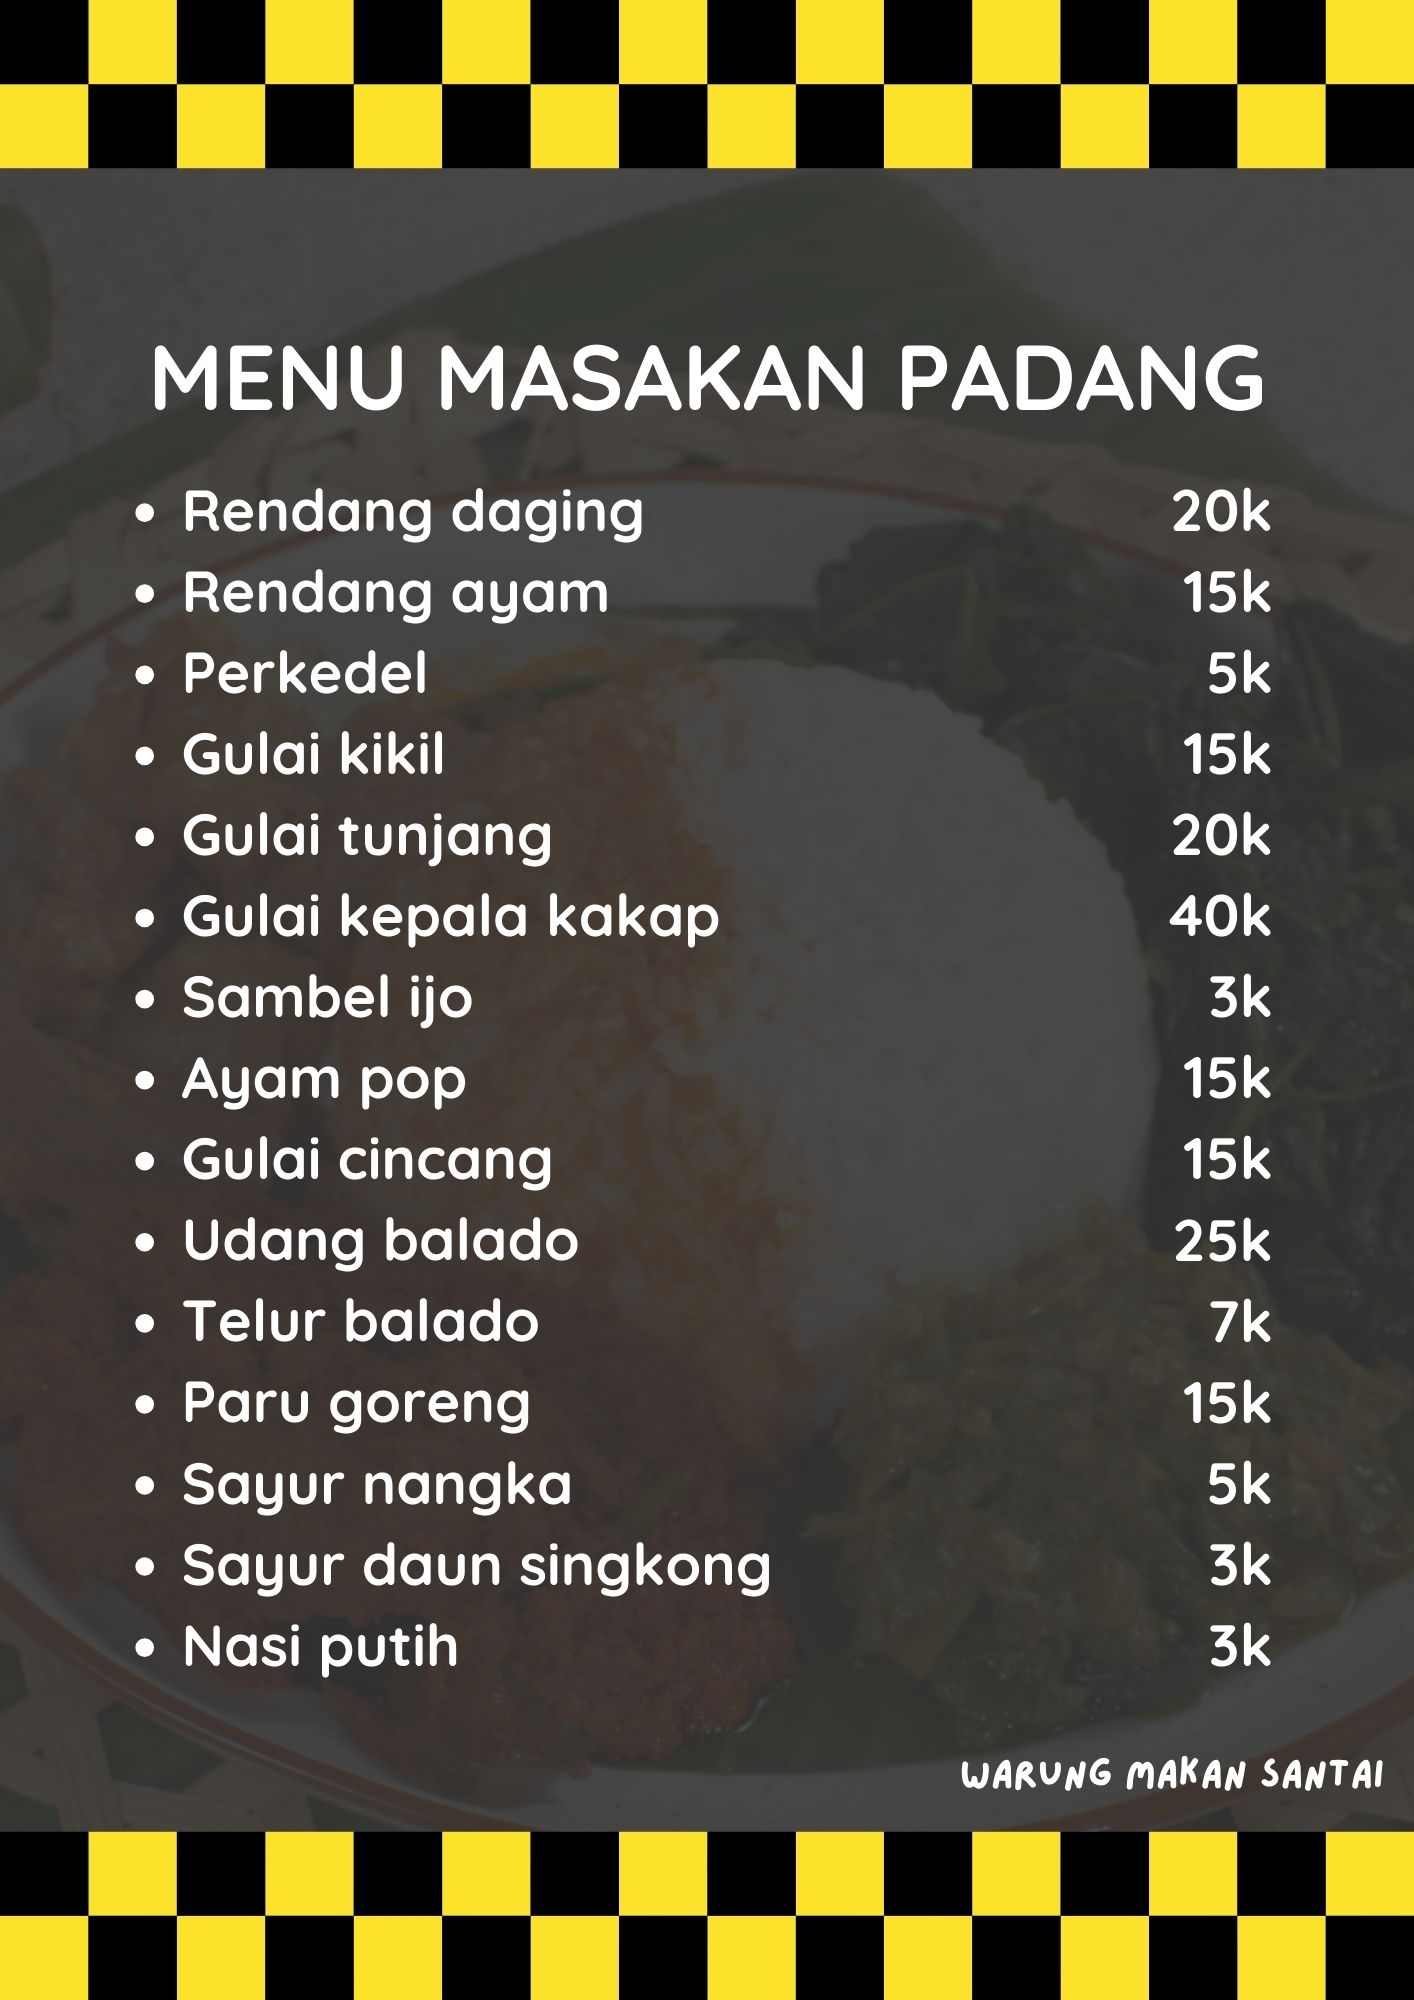 MENU MASAKAN PADANG
• Rendang daging 20k
• Rendang ayam 15k
• Perkedel 5k
• Gulai kikil 15k
• Gulai tunjang 20k
• Gulai kepala kakap 40k
• Sambel ijo 3k
• Ayam pop 15k
• Gulai cincang 15k
• Udang balado 25k
• Telur balado 7k
• Paru goreng 15k
• Sayur nangka 5k
• Sayur daun singkong 3k
• Nasi putih 3k
WARUNG MAKAN SANTAI